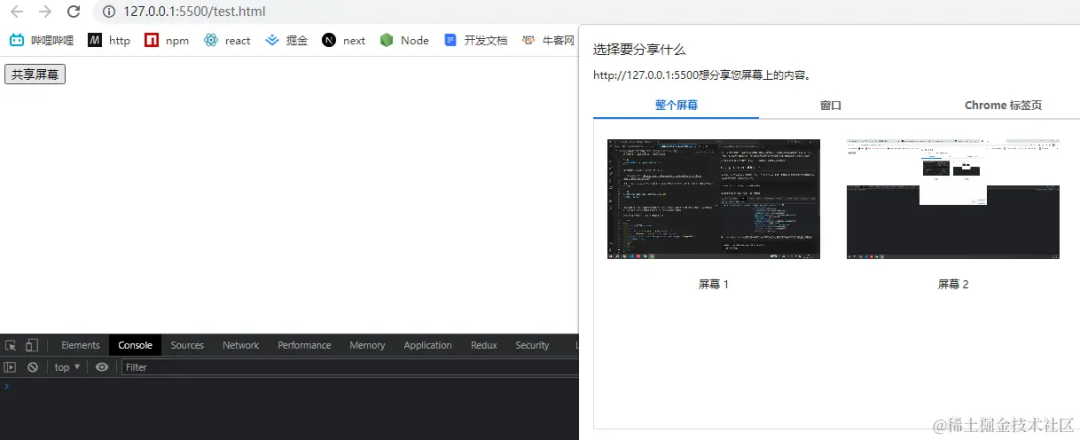 127.0.0.1:5500/test.html
哔哩哔哩 http npm react 掘金 next Node 开发文档 牛客网
共享屏幕
选择要分享什么
http://127.0.0.1:5500想分享您屏幕上的内容。
整个屏幕 窗口 Chrome 标签页
屏幕 1 屏幕 2
Elements Console Sources Network Performance Memory Application Redux Security
top Filter
@稀土掘金技术社区